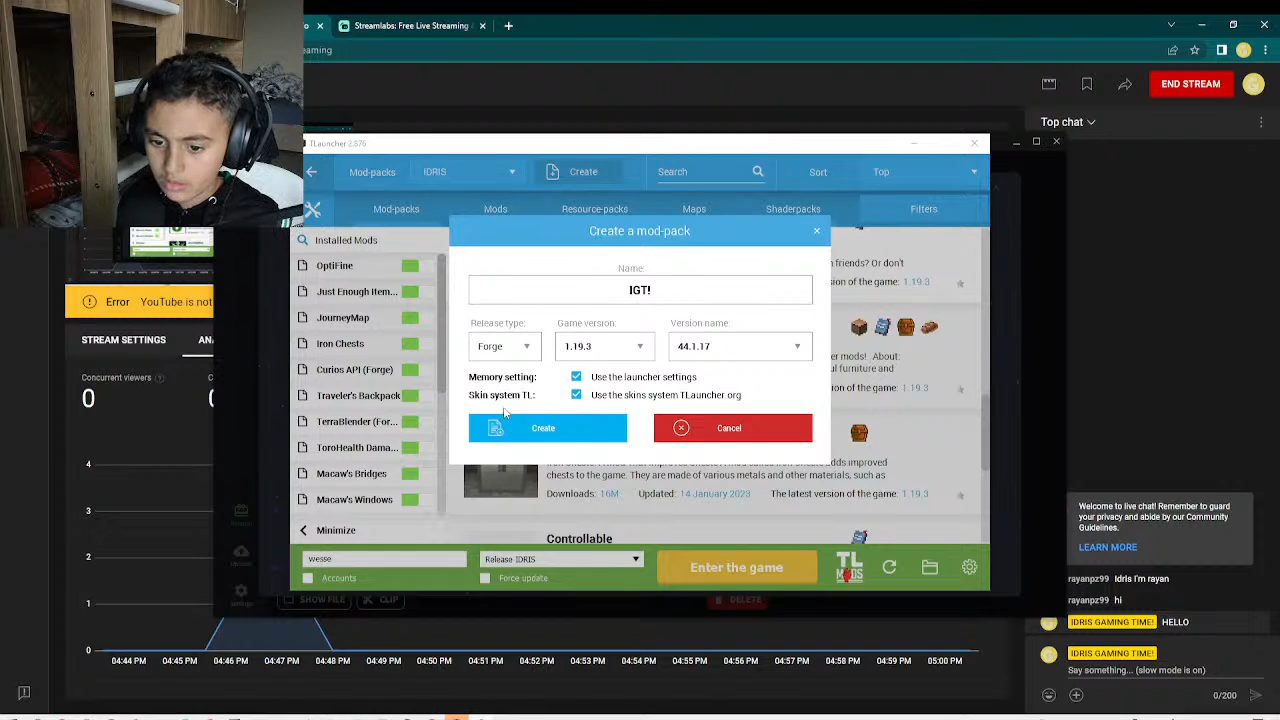 Streamlabs: Free Live Streaming
eaming
END STREAM
Top chat
TLauncher 2.876
Mod-packs
IDRIS
Create
Search
Sort
Top
Mod-packs
Mods
Resource-packs
Maps
Shaderpacks
Filters
Create a mod-pack
Installed Mods
OptiFine
Just Enough Item...
JourneyMap
Iron Chests
Curios API (Forge)
Traveler's Backpack
TerraBlender (For...
ToroHealth Dama...
Macaw's Bridges
Macaw's Windows
Minimize
Name:
IGT!
Release type:
Game version:
Version name:
Forge
1.19.3
44.1.17
Memory setting:
Use the launcher settings
Skin system TL:
Use the skins system TLauncher.org
Create
Cancel
friends? Or don't
sion of the game: 1.19.3
er mods! About:
furniture and
sion of the game: 1.19.3
chests to the game. They are made of various metals and other materials, such as
Downloads: 16M
Updated: 14 January 2023
The latest version of the game: 1.19.3
Controllable
wesse
Release IDRIS
Enter the game
TL
MODS
Accounts
Force update
Error
YouTube is not
STREAM SETTINGS
AN
Concurrent viewers
0
4
3
2
1
0
settings
SHOW FILE
CLIP
DELETE
04:44 PM
04:45 PM
04:46 PM
04:47 PM
04:48 PM
04:49 PM
04:50 PM
04:51 PM
04:52 PM
04:53 PM
04:54 PM
04:55 PM
04:56 PM
04:57 PM
04:58 PM
04:59 PM
05:00 PM
Welcome to live chat! Remember to guard
your privacy and abide by our Community
Guidelines.
LEARN MORE
rayanpz99 Idris I'm rayan
rayanpz99 hi
IDRIS GAMING TIME! HELLO
IDRIS GAMING TIME!
Say something... (slow mode is on)
0/200